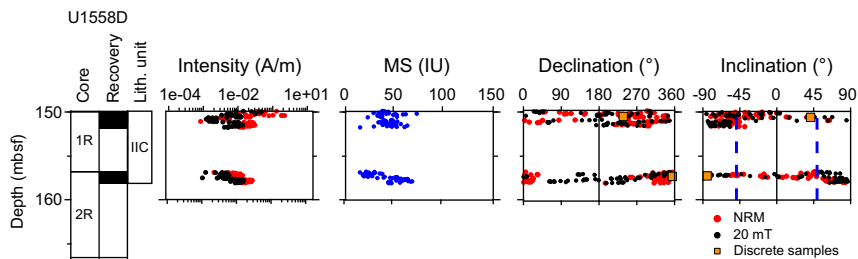 U1558D
Core
Recovery
Lith. unit
Intensity (A/m)
MS (IU)
Declination (°)
Inclination (°)
1e-04 1e-02 1e+01
0 50 100 150
0 90 180 270 360
-90 -45 0 45 90
Depth (mbsf)
150
160
1R
2R
IIC
NRM
20 mT
Discrete samples